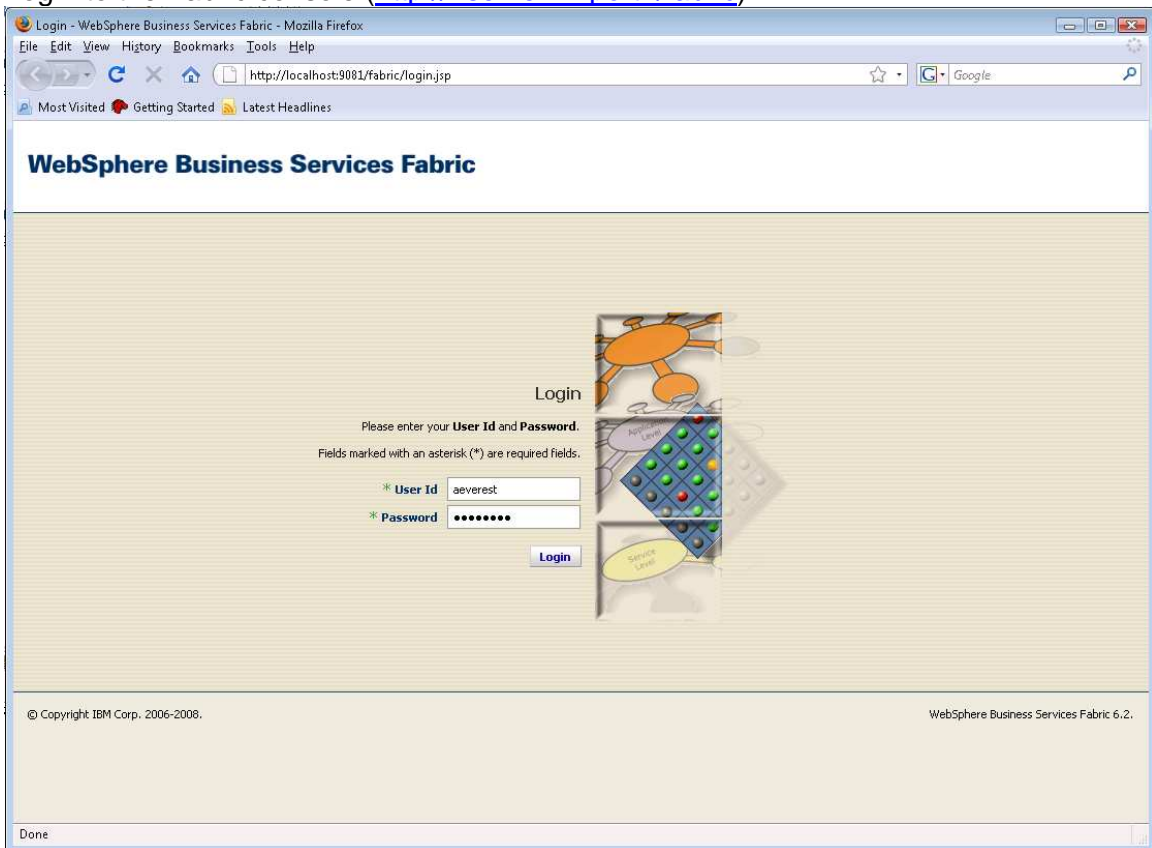 Login - WebSphere Business Services Fabric - Mozilla Firefox
File Edit View History Bookmarks Tools Help
http://localhost:9081/fabric/login.jsp
Google
Most Visited Getting Started Latest Headlines
WebSphere Business Services Fabric
Login
Please enter your User Id and Password.
Fields marked with an asterisk (*) are required fields.
* User Id aeverest
* Password ••••••••
Login
Application Level
Service Level
© Copyright IBM Corp. 2006-2008.
WebSphere Business Services Fabric 6.2.
Done